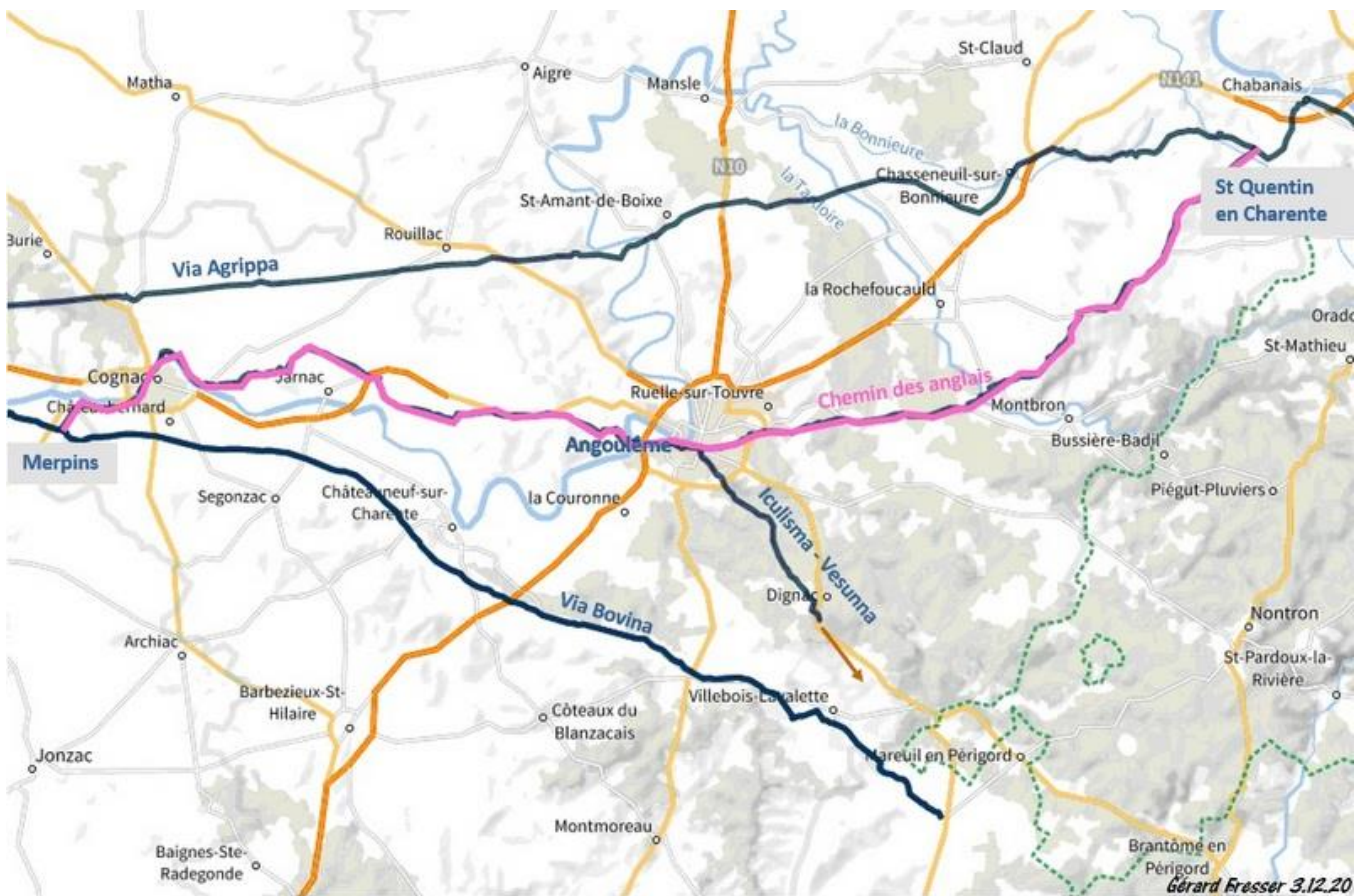 St-Claud
Aigre
Matha
Mansle
N141
Chabanais
la Bonnieure
N10
la Tardoire
Chasseneuil-sur-
Bonnieure
St Quentin
en Charente
St-Amant-de-Boixe
Burie
Rouillac
Via Agrippa
la Rochefoucauld
St-Mathieu
Cognac
Jarnac
Ruelle-sur-Touvre
Chemin des anglais
Châteaubernard
Montbron
Angoulême
Bussière-Badil
Merpins
Segonzac
Châteauneuf-sur-
Charente
la Couronne
Piégut-Pluviers
Iculisma - Vesunna
Dignac
Via Bovina
Nontron
Archiac
St-Pardoux-la-
Rivière
Barbezieux-St-
Hilaire
Villebois-Lavalette
Côteaux du
Blanzacais
Jonzac
Mareuil en Périgord
Montmoreau
Baignes-Ste-
Radegonde
Brantôme en
Périgord
Gérard Fresser 3.12.20